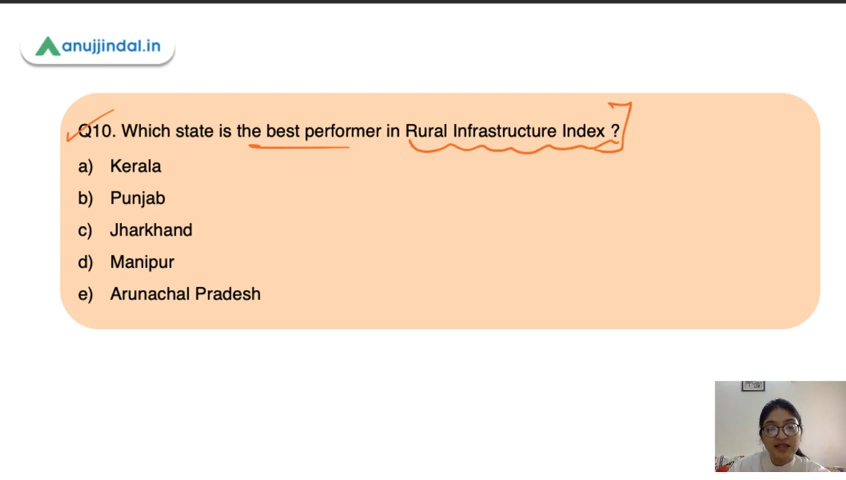 anujjindal.in
Q10. Which state is the best performer in Rural Infrastructure Index ?
a) Kerala
b) Punjab
c) Jharkhand
d) Manipur
e) Arunachal Pradesh